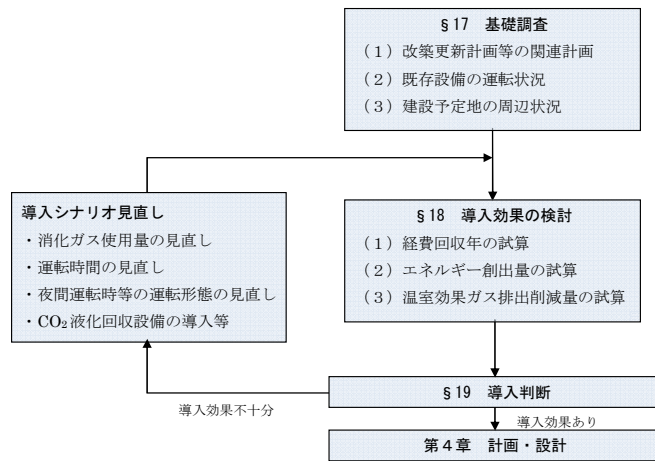 §17 基礎調査
（１）改築更新計画等の関連計画
（２）既存設備の運転状況
（３）建設予定地の周辺状況
導入シナリオ見直し
・消化ガス使用量の見直し
・運転時間の見直し
・夜間運転時等の運転形態の見直し
・CO₂液化回収設備の導入等
§18 導入効果の検討
（１）経費回収年の試算
（２）エネルギー創出量の試算
（３）温室効果ガス排出削減量の試算
§19 導入判断
導入効果不十分
導入効果あり
第４章 計画・設計